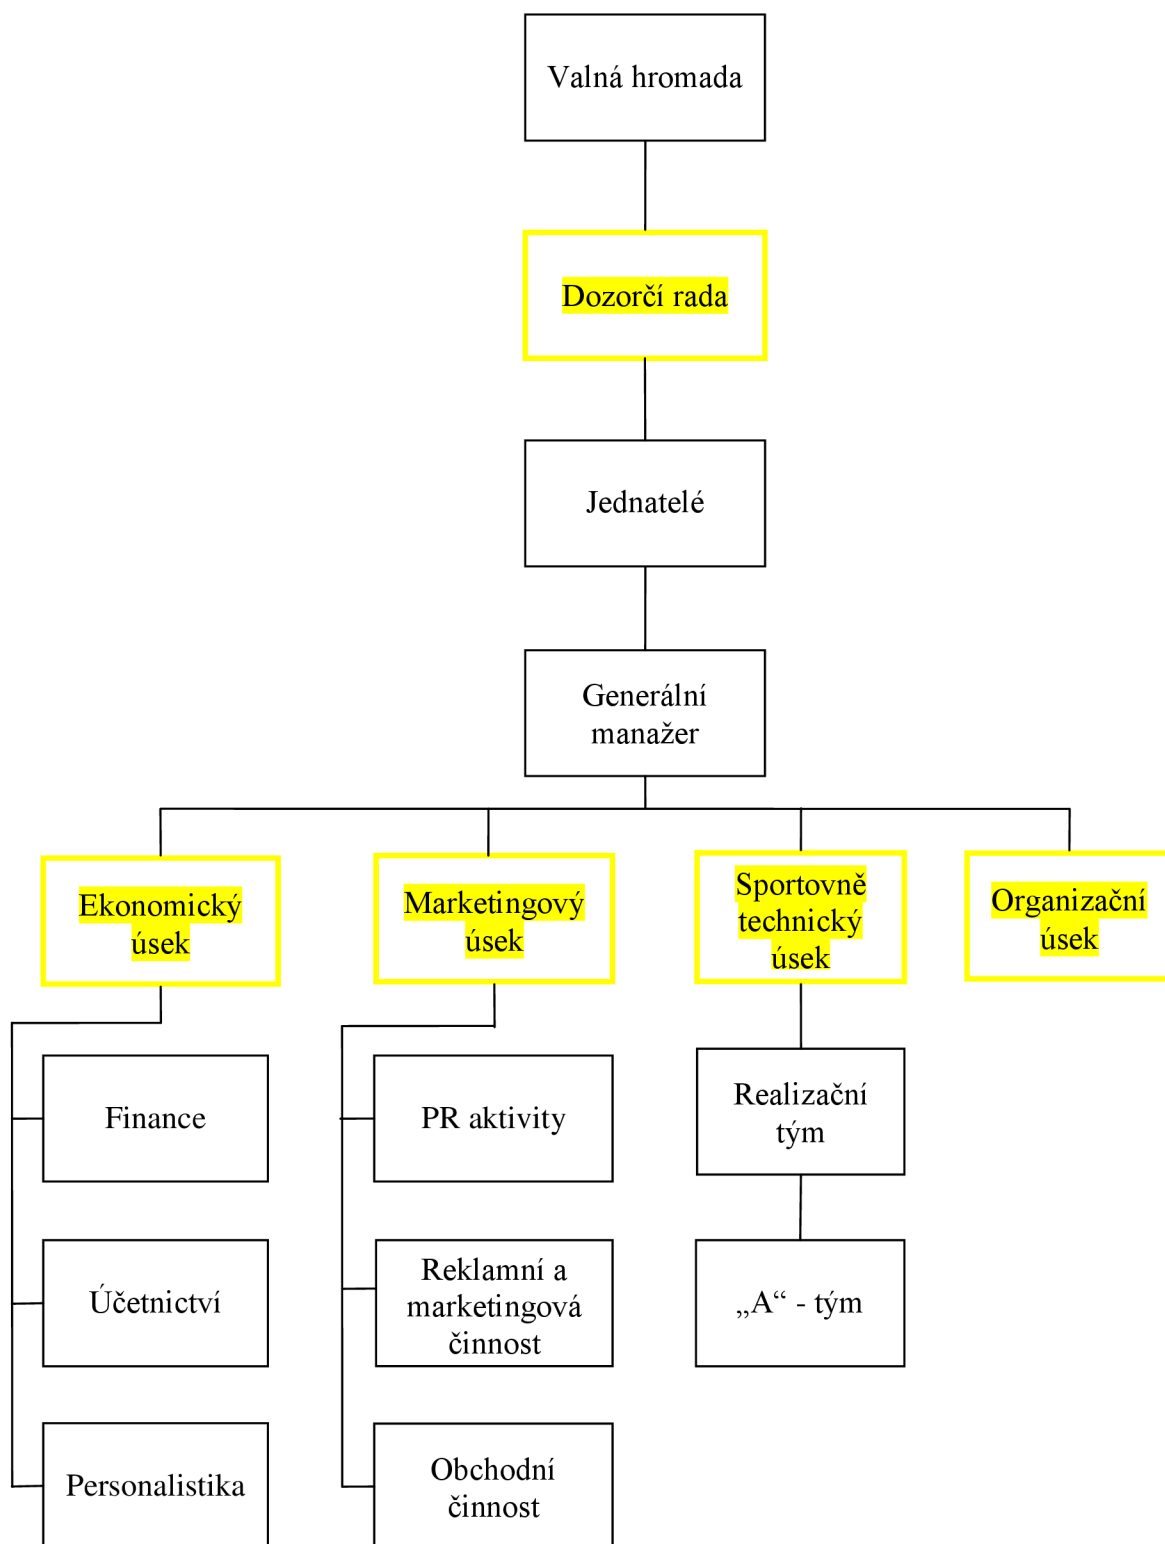 Valná hromada
Dozorčí rada
Jednatelé
Generální
manažer
Ekonomický
úsek
Marketingový
úsek
Sportovně
technický
úsek
Organizační
úsek
Finance
PR aktivity
Realizační
tým
Účetnictví
Reklamní a
marketingová
činnost
„A“ - tým
Personalistika
Obchodní
činnost